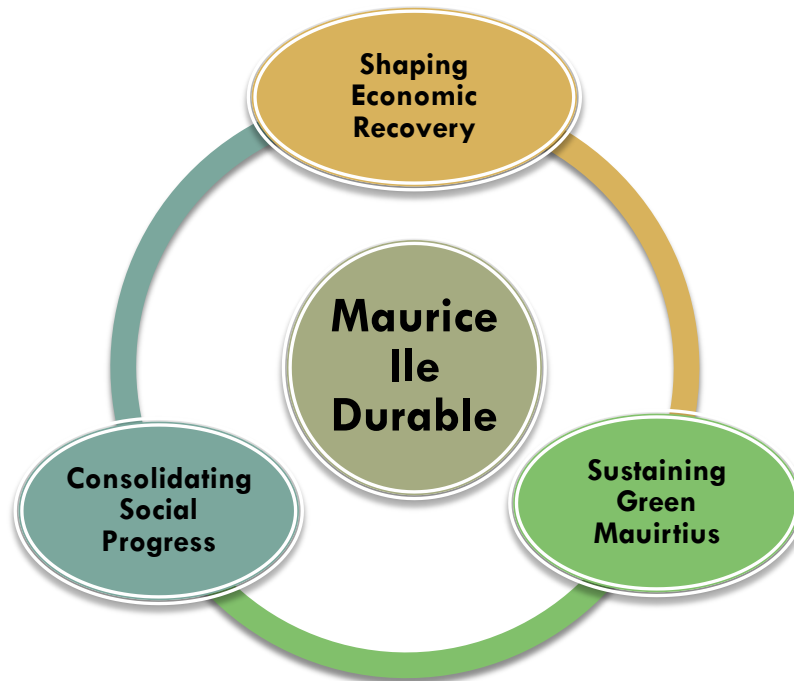 Shaping
Economic
Recovery
Maurice
Ile
Durable
Consolidating
Social
Progress
Sustaining
Green
Mauirtius